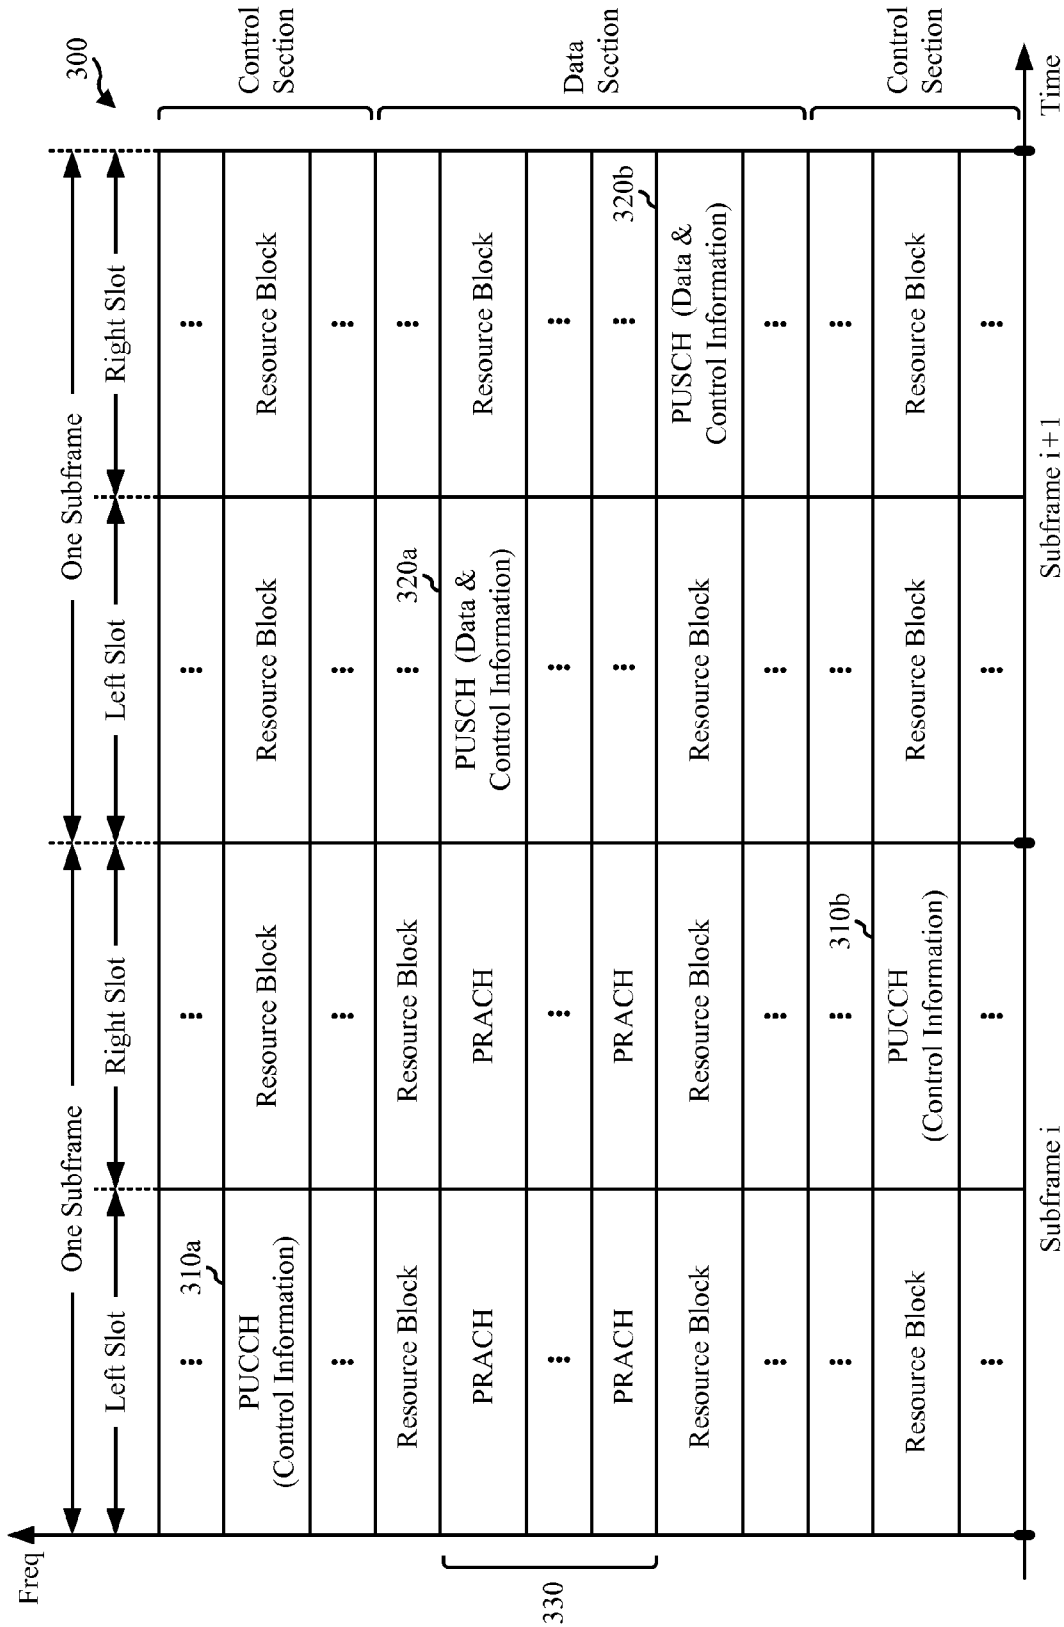 Freq
One Subframe
One Subframe
300
Left Slot
Right Slot
Left Slot
Right Slot
...
310a
...
...
...
PUCCH
(Control Information)
Resource Block
Resource Block
Resource Block
Control
Section
...
...
...
...
Resource Block
Resource Block
...
320a
...
PRACH
PRACH
PUSCH (Data &
Control Information)
Resource Block
330
...
...
...
...
Data
Scction
PRACH
PRACH
...
...
320b
Resource Block
Resource Block
Resource Block
PUSCH (Data &
Control Information)
...
...
...
...
...
...
310b
...
...
Resource Block
PUCCH
(Control Information)
Resource Block
Resource Block
Control
Section
...
...
...
...
Subframe i
Subframe i+1
Time